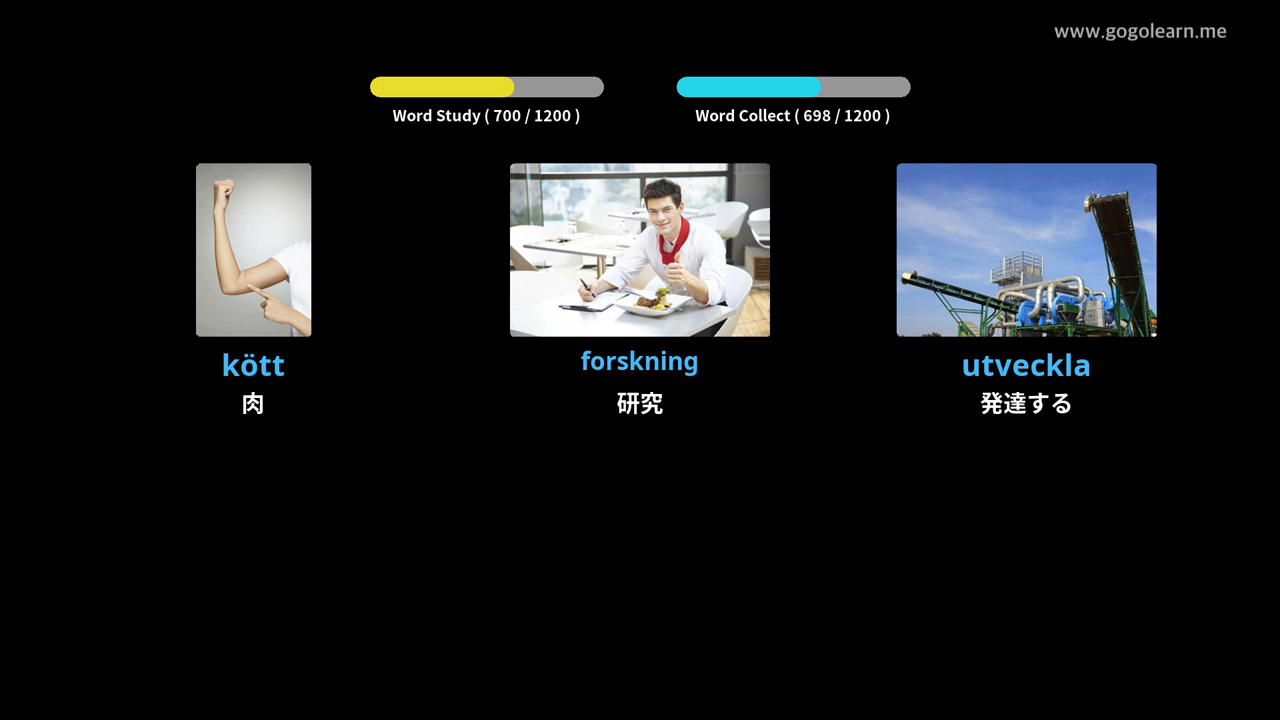 www.gogolearn.me
Word Study ( 700 / 1200 )
Word Collect ( 698 / 1200 )
kött
肉
forskning
研究
utveckla
発達する